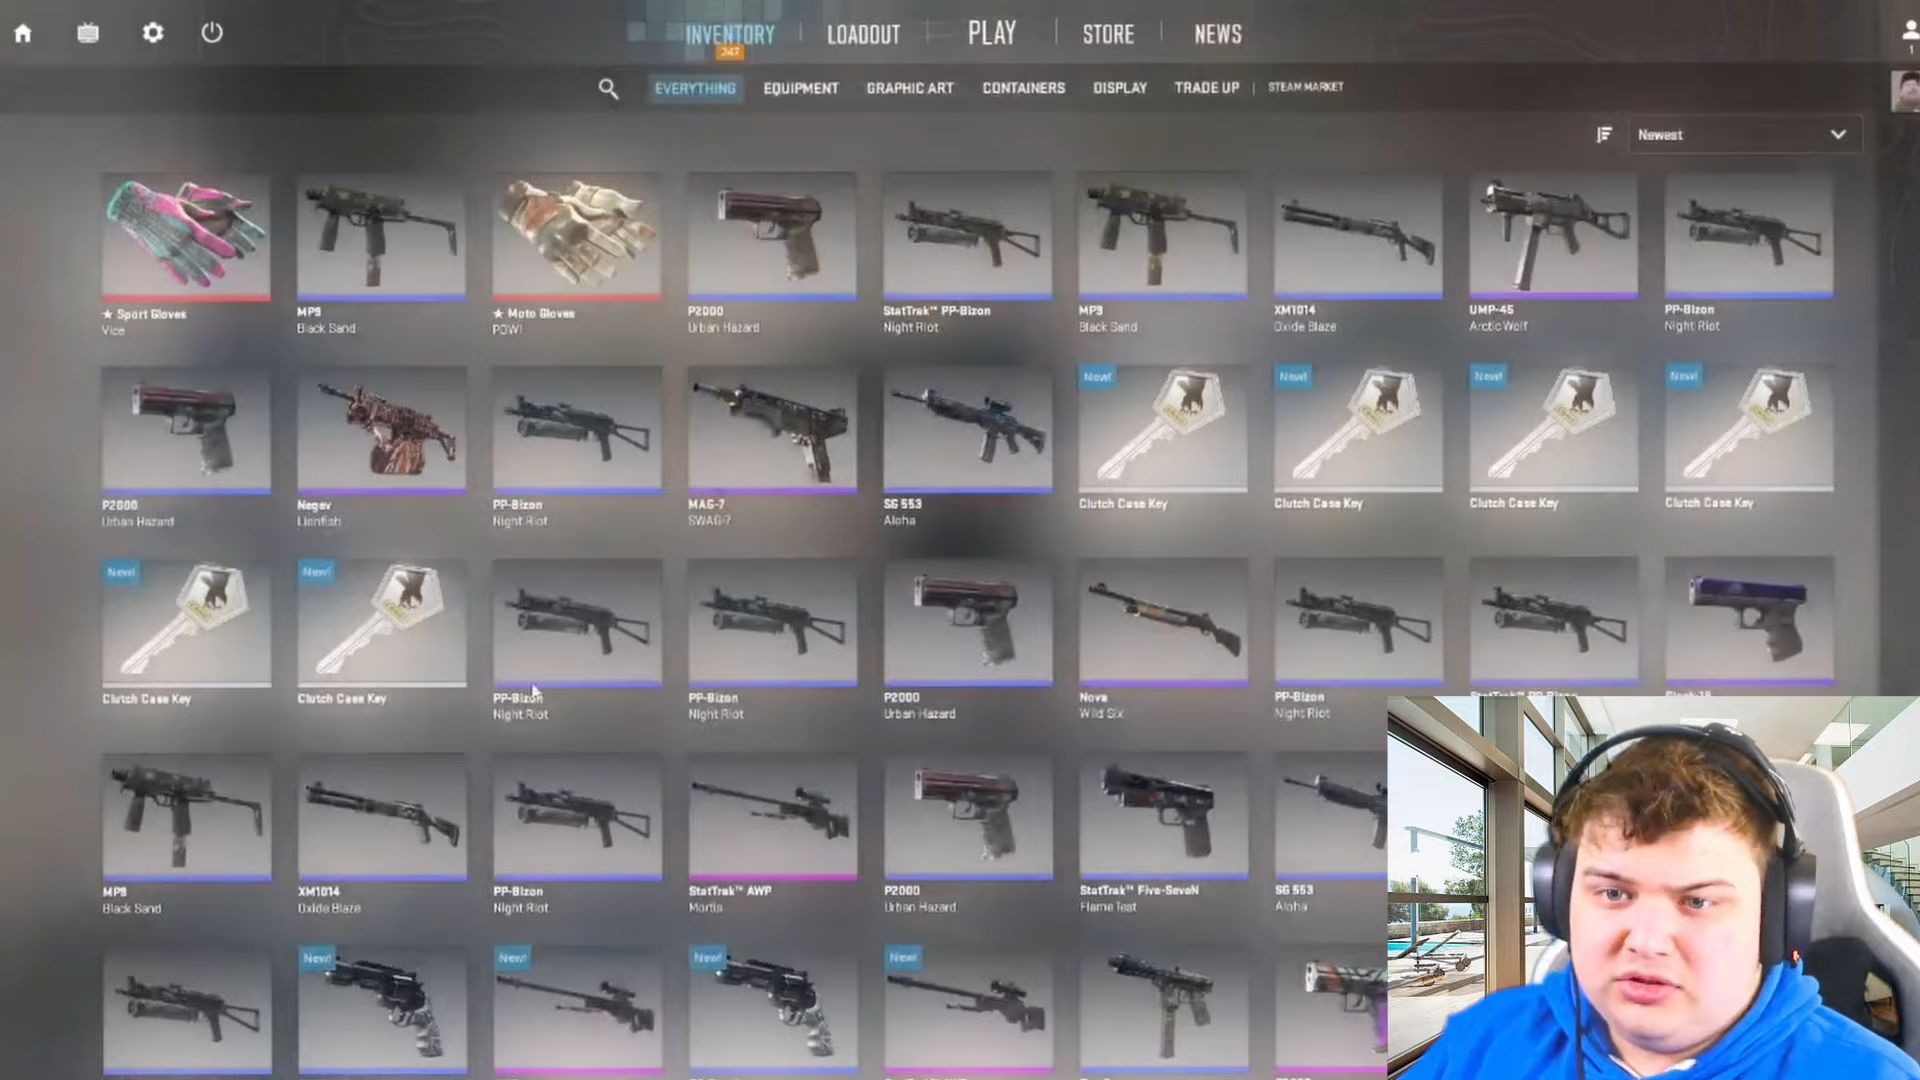 INVENTORY
LOADOUT
PLAY
STORE
NEWS
247
1
EVERYTHING
EQUIPMENT
GRAPHIC ART
CONTAINERS
DISPLAY
TRADE UP
STEAM MARKET
Newest
★ Sport Gloves
Vice
MP9
Black Sand
★ Moto Gloves
POW!
P2000
Urban Hazard
StatTrak™ PP-Bizon
Night Riot
MP9
Black Sand
XM1014
Oxide Blaze
UMP-45
Arctic Wolf
PP-Bizon
Night Riot
P2000
Urban Hazard
Negev
Lionfish
PP-Bizon
Night Riot
MAG-7
SWAG-7
SG 553
Aloha
New!
Clutch Case Key
New!
Clutch Case Key
New!
Clutch Case Key
New!
Clutch Case Key
New!
Clutch Case Key
New!
Clutch Case Key
PP-Bizon
Night Riot
PP-Bizon
Night Riot
P2000
Urban Hazard
Nova
Wild Six
PP-Bizon
Night Riot
MP9
Black Sand
XM1014
Oxide Blaze
PP-Bizon
Night Riot
StatTrak™ AWP
Mortis
P2000
Urban Hazard
StatTrak™ Five-SeveN
Flame Test
SG 553
Aloha
New!
New!
New!
New!